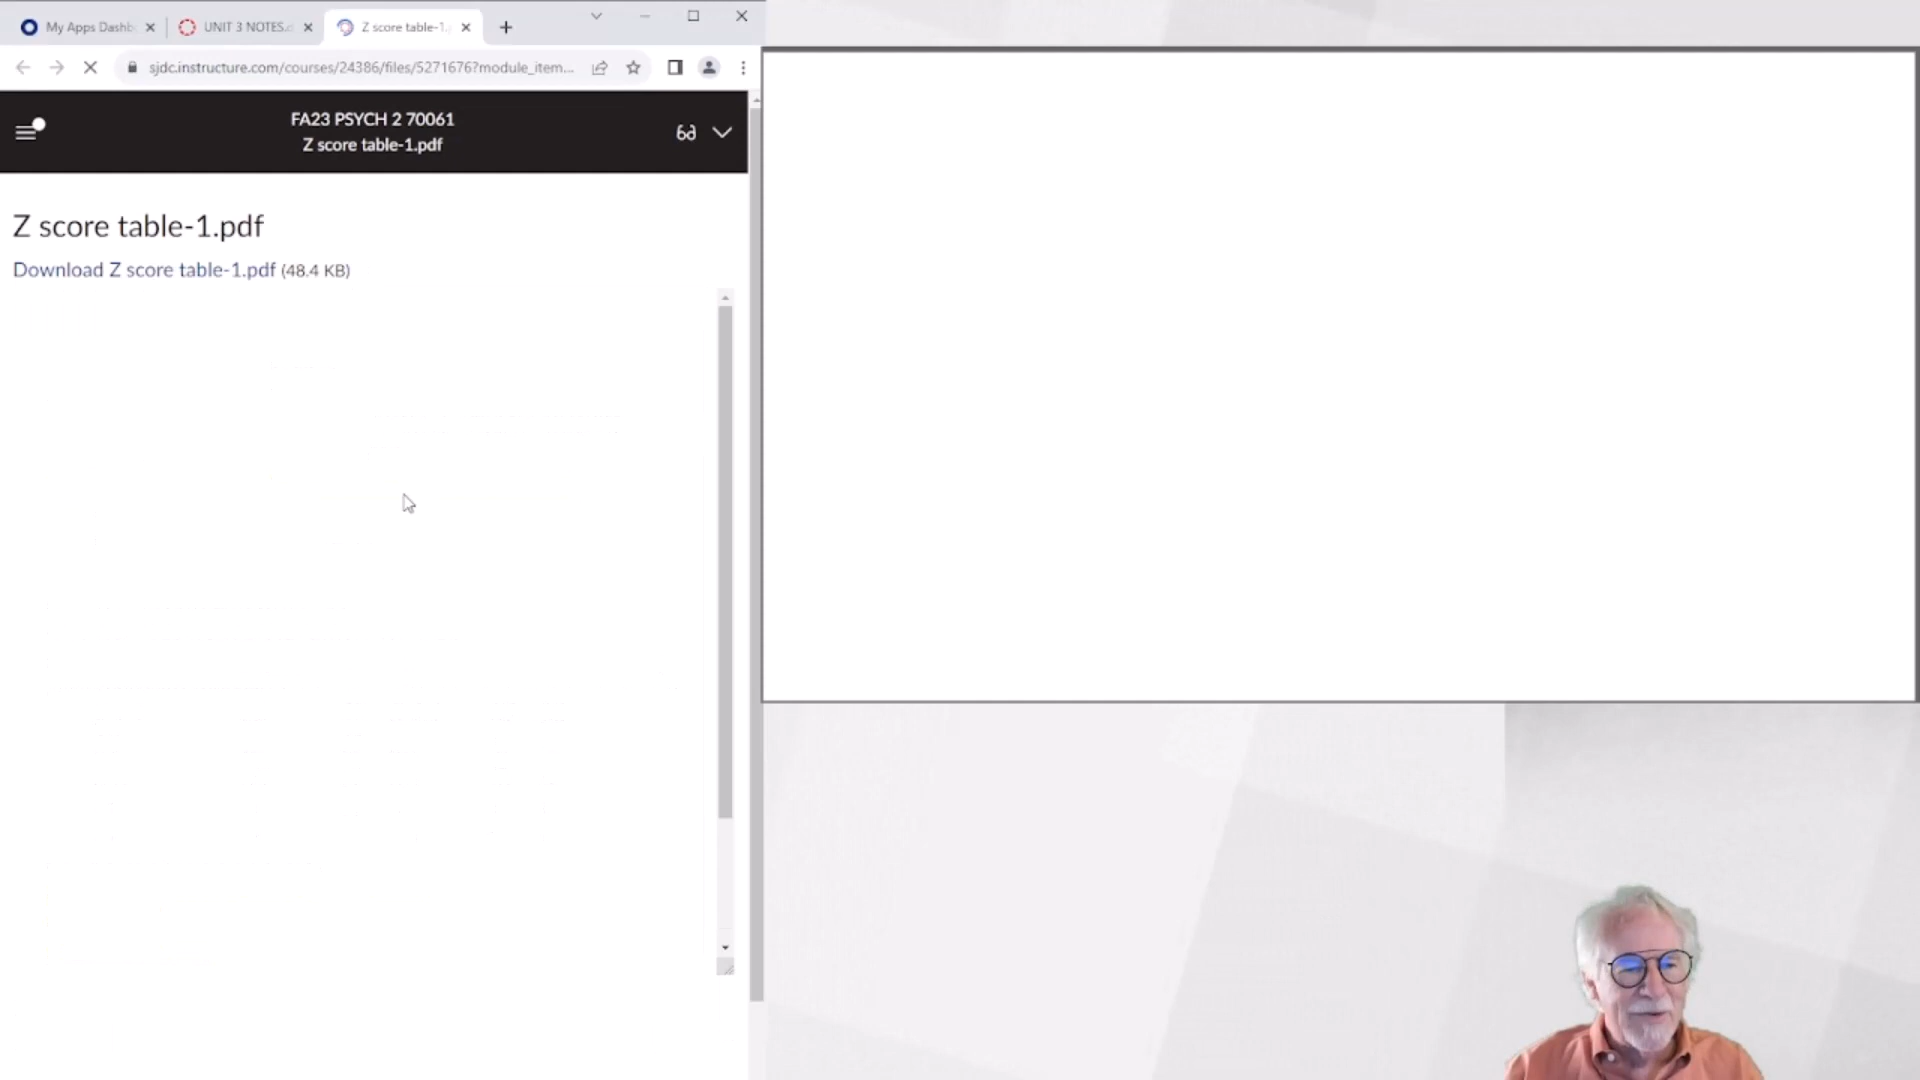 My Apps Dashb
UNIT 3 NOTES.
Z score table-1.
sjdc.instructure.com/courses/24386/files/5271676?module_item...
FA23 PSYCH 2 70061
Z score table-1.pdf
Z score table-1.pdf
Download Z score table-1.pdf (48.4 KB)